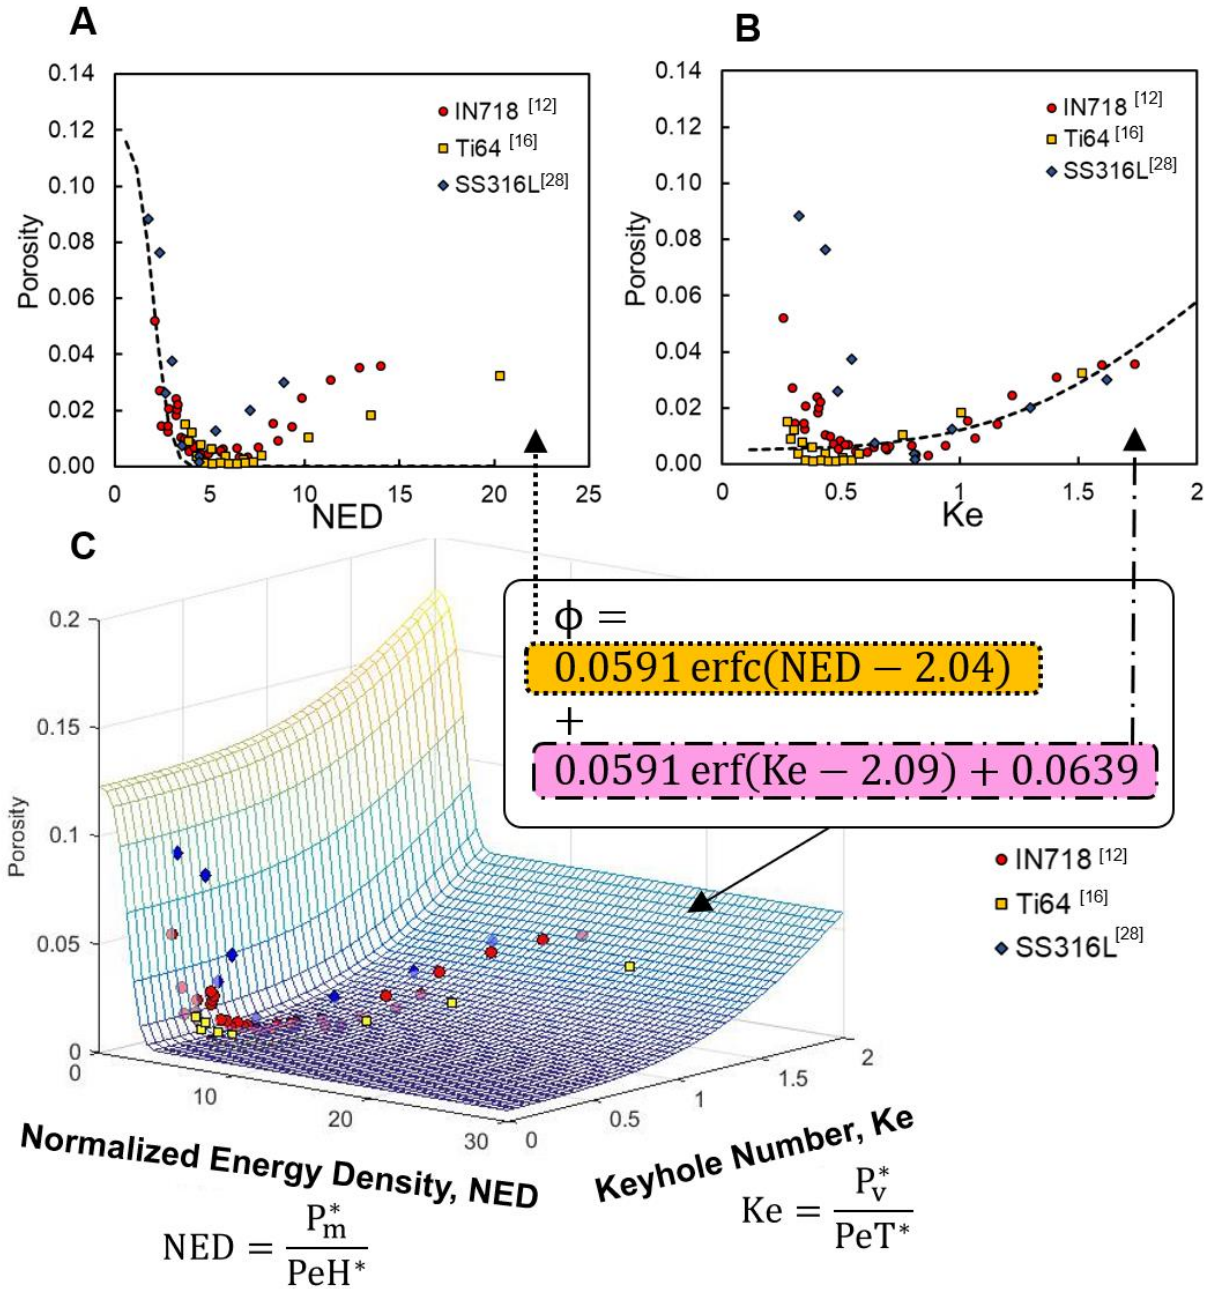 A
0.14
0.12
0.10
0.08
0.06
0.04
0.02
0.00
Porosity
IN718 [12]
Ti64 [16]
SS316L[28]
0 5 10 15 20 25
NED
B
0.14
0.12
0.10
0.08
0.06
0.04
0.02
0.00
Porosity
IN718 [12]
Ti64 [16]
SS316L[28]
0 0.5 1 1.5 2
Ke
C
0.2
0.15
0.1
0.05
0
Porosity
ϕ =
0.0591 erfc(NED − 2.04)
+
0.0591 erf(Ke − 2.09) + 0.0639
IN718 [12]
Ti64 [16]
SS316L[28]
0 10 20 30
0 0.5 1 1.5 2
Normalized Energy Density, NED
Keyhole Number, Ke
NED = P*m / PeH*
Ke = P*v / PeT*